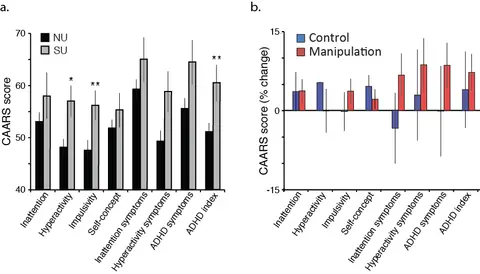 a.
70
60
50
40
CAARS score
NU
SU
*
**
**
Inattention
Hyperactivity
Impulsivity
Self-concept
Inattention symptoms
Hyperactivity symptoms
ADHD symptoms
ADHD index
b.
15
0
-15
CAARS score (% change)
Control
Manipulation
Inattention
Hyperactivity
Impulsivity
Self-concept
Inattention symptoms
Hyperactivity symptoms
ADHD symptoms
ADHD index